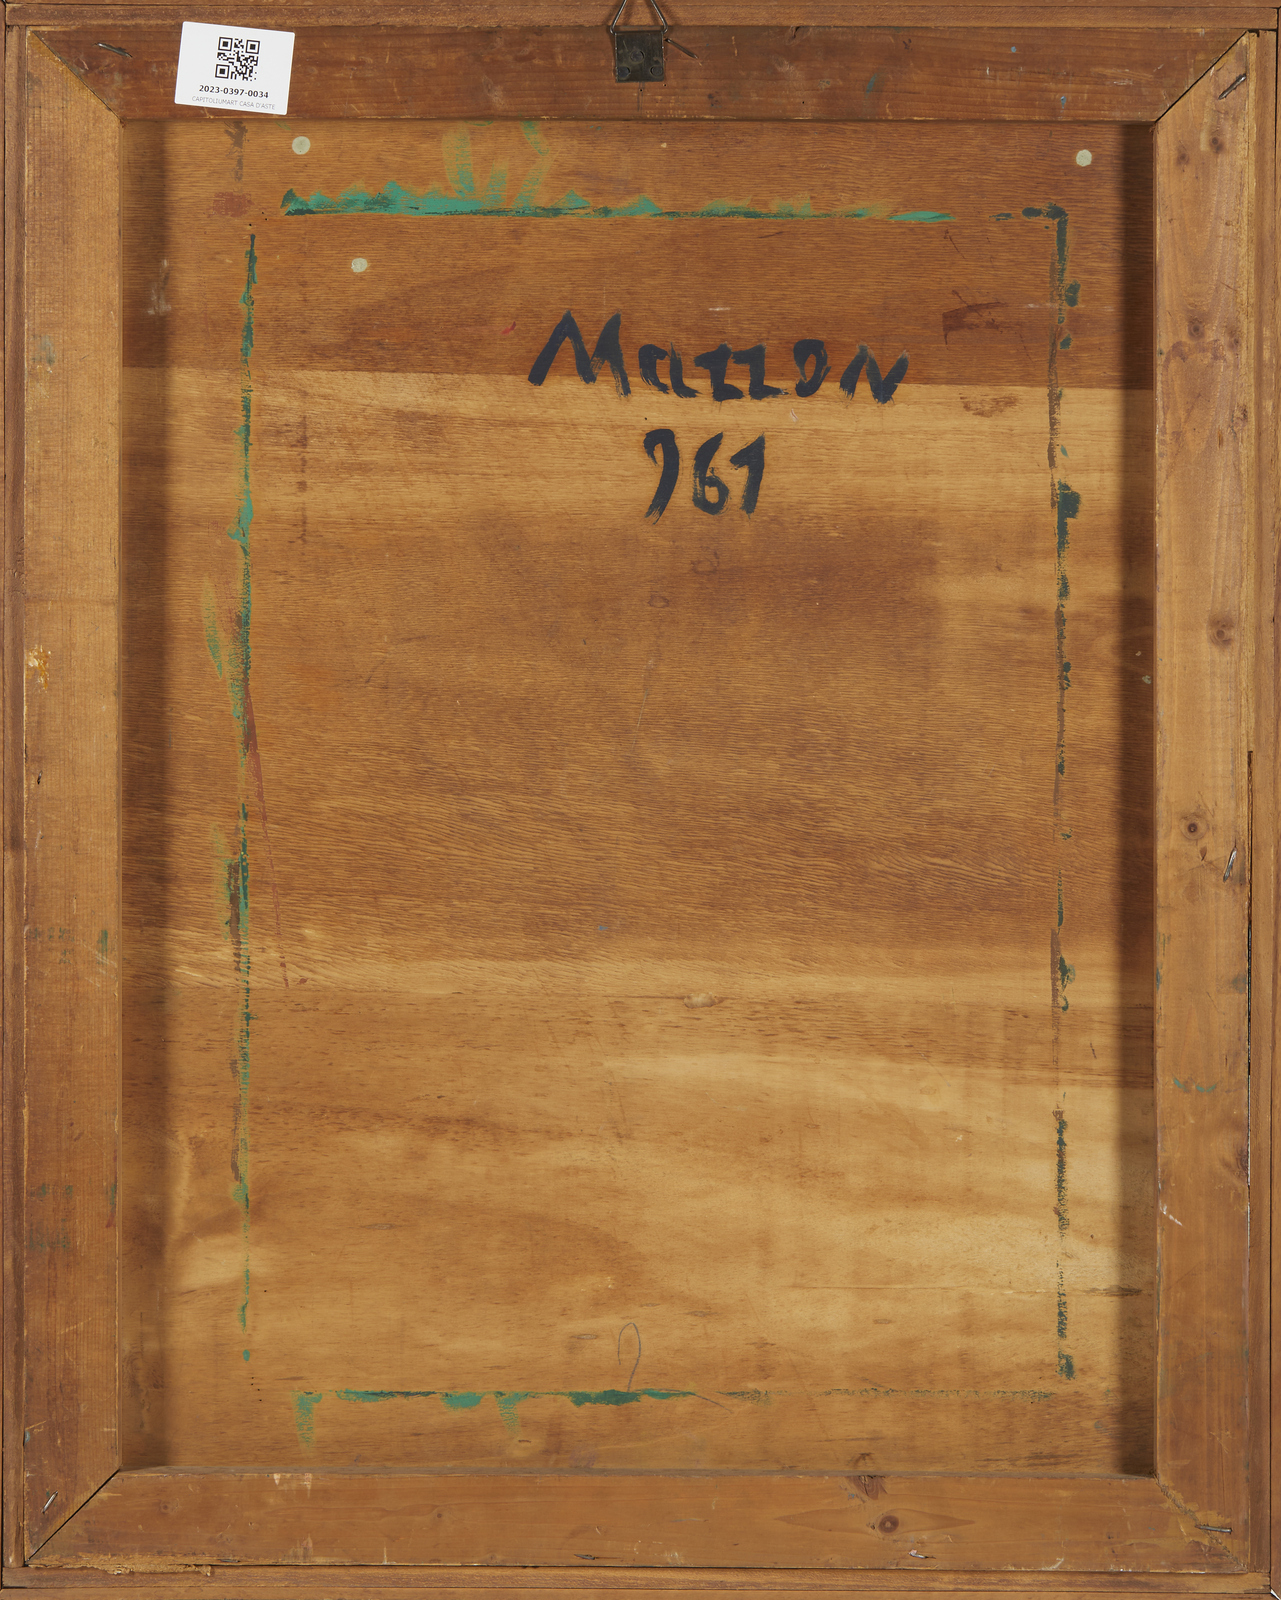 2023-0397-0034
CAPITOLIUMART CASA D'ASTE
Mazzon
961